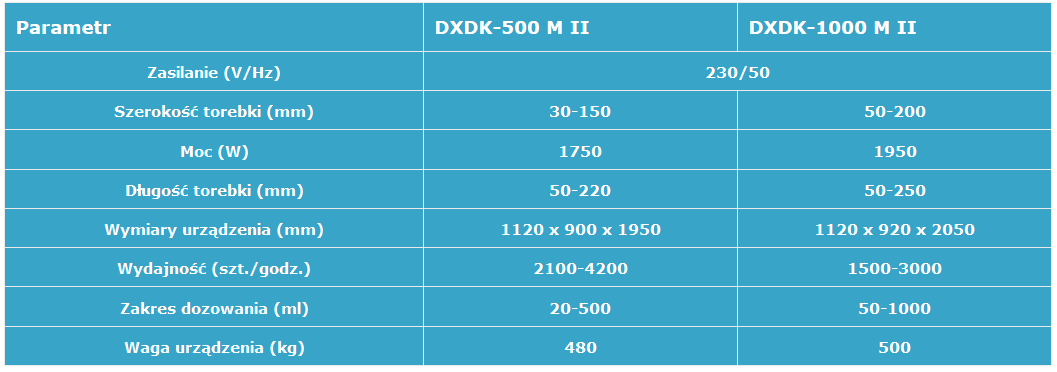 Parametr DXDK–500 M II DXDK–1000 M II
Zasilanie (V/Hz) 230/50
Szerokość torebki (mm) 30-150 50-200
Moc (W) 1750 1950
Długość torebki (mm) 50-220 50-250
Wymiary urządzenia (mm) 1120 x 900 x 1950 1120 x 920 x 2050
Wydajność (szt./godz.) 2100-4200 1500-3000
Zakres dozowania (ml) 20-500 50-1000
Waga urządzenia (kg) 480 500